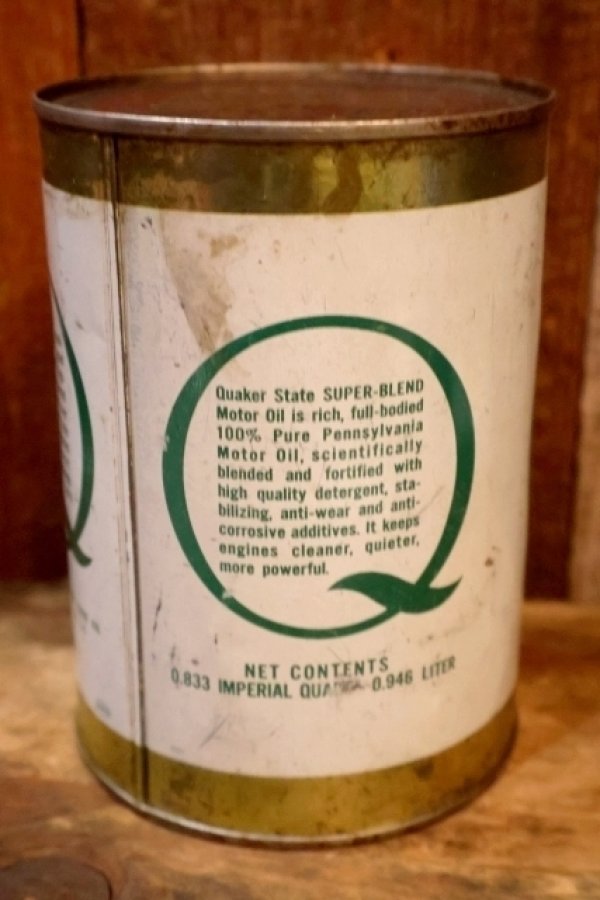 Quaker State SUPER-BLEND
Motor Oil is rich, full-bodied
100% Pure Pennsylvania
Motor Oil, scientifically
blended and fortified with
high quality detergent, sta-
bilizing, anti-wear and anti-
corrosive additives. It keeps
engines cleaner, quieter,
more powerful.
NET CONTENTS
0.833 IMPERIAL 0.946 LITER